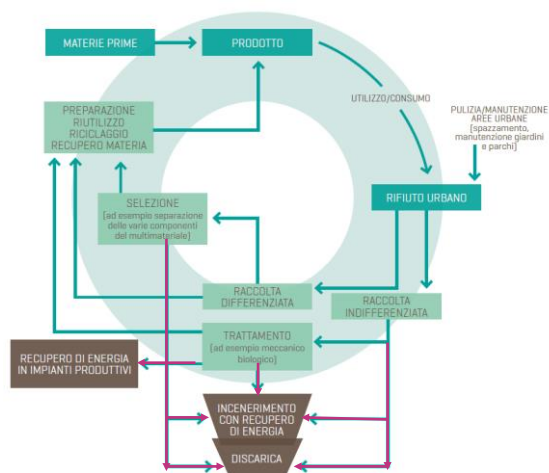 MATERIE PRIME
PRODOTTO
UTILIZZO/CONSUMO
PULIZIA/MANUTENZIONE
AREE URBANE
[spazzamento,
manutenzione giardini
e parchi]
PREPARAZIONE
RIUTILIZZO
RICICLAGGIO
RECUPERO MATERIA
SELEZIONE
[ad esempio separazione
delle varie componenti
del multimateriale]
RIFIUTO URBANO
RACCOLTA
DIFFERENZIATA
RACCOLTA
INDIFFERENZIATA
TRATTAMENTO
[ad esempio meccanico
biologico]
RECUPERO DI ENERGIA
IN IMPIANTI PRODUTTIVI
INCENERIMENTO
CON RECUPERO
DI ENERGIA
DISCARICA